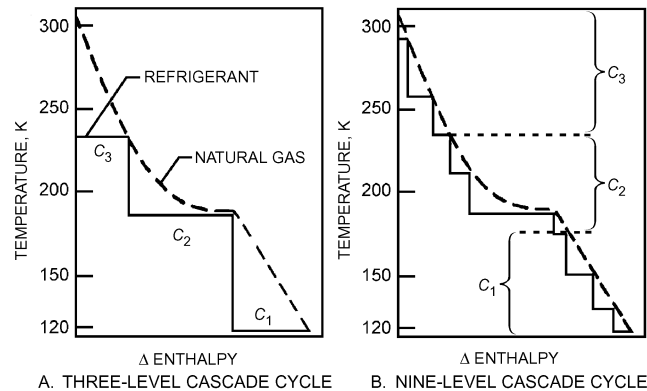 300
250
200
150
120
TEMPERATURE, K
REFRIGERANT
C3
NATURAL GAS
C2
C1
Δ ENTHALPY
A. THREE-LEVEL CASCADE CYCLE
300
250
200
150
120
TEMPERATURE, K
C3
C2
C1
Δ ENTHALPY
B. NINE-LEVEL CASCADE CYCLE